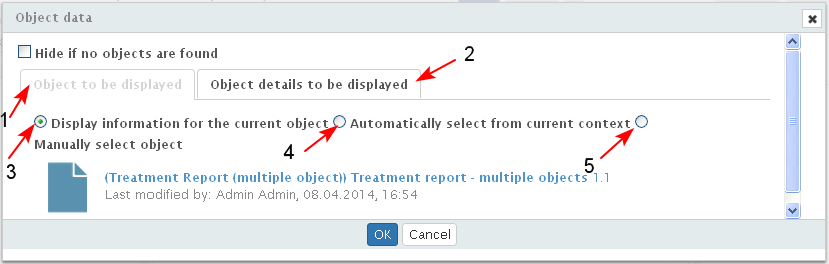 Object data
Hide if no objects are found
2
Object to be displayed Object details to be displayed
1
Display information for the current object Automatically select from current context
3 4 5
Manually select object
(Treatment Report (multiple object)) Treatment report - multiple objects 1.1
Last modified by: Admin Admin, 08.04.2014, 16:54
OK Cancel